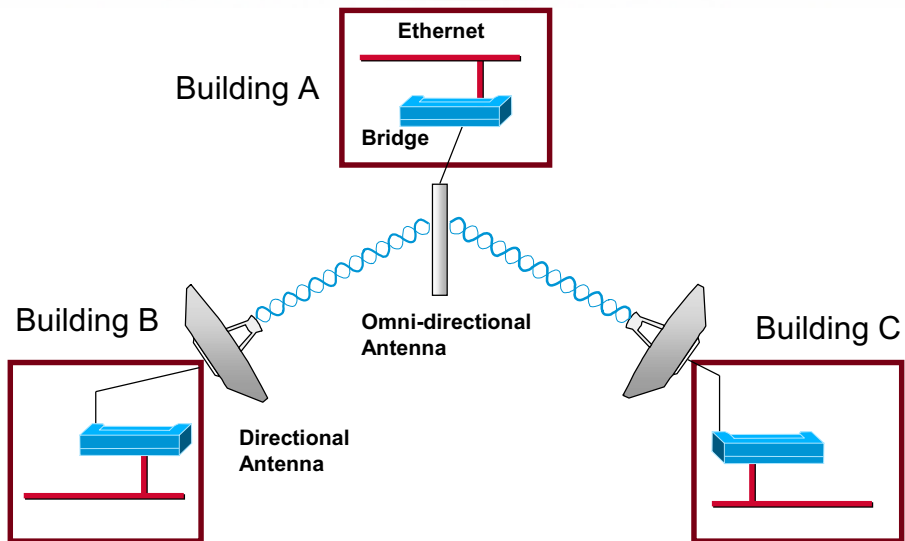 Ethernet
Building A
Bridge
Building B
Omni-directional
Antenna
Building C
Directional
Antenna